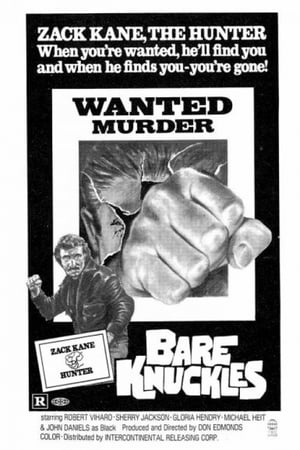 ZACK KANE, THE HUNTER
When you're wanted, he'll find you
and when he finds you-you're gone!
WANTED
MURDER
ZACK KANE
HUNTER
BARE
KNUCKLES
R
starring ROBERT VIHARO · SHERRY JACKSON · GLORIA HENDRY · MICHAEL HEIT
& JOHN DANIELS as Black Produced and Directed by DON EDMONDS
COLOR · Distributed by INTERCONTINENTAL RELEASING CORP.